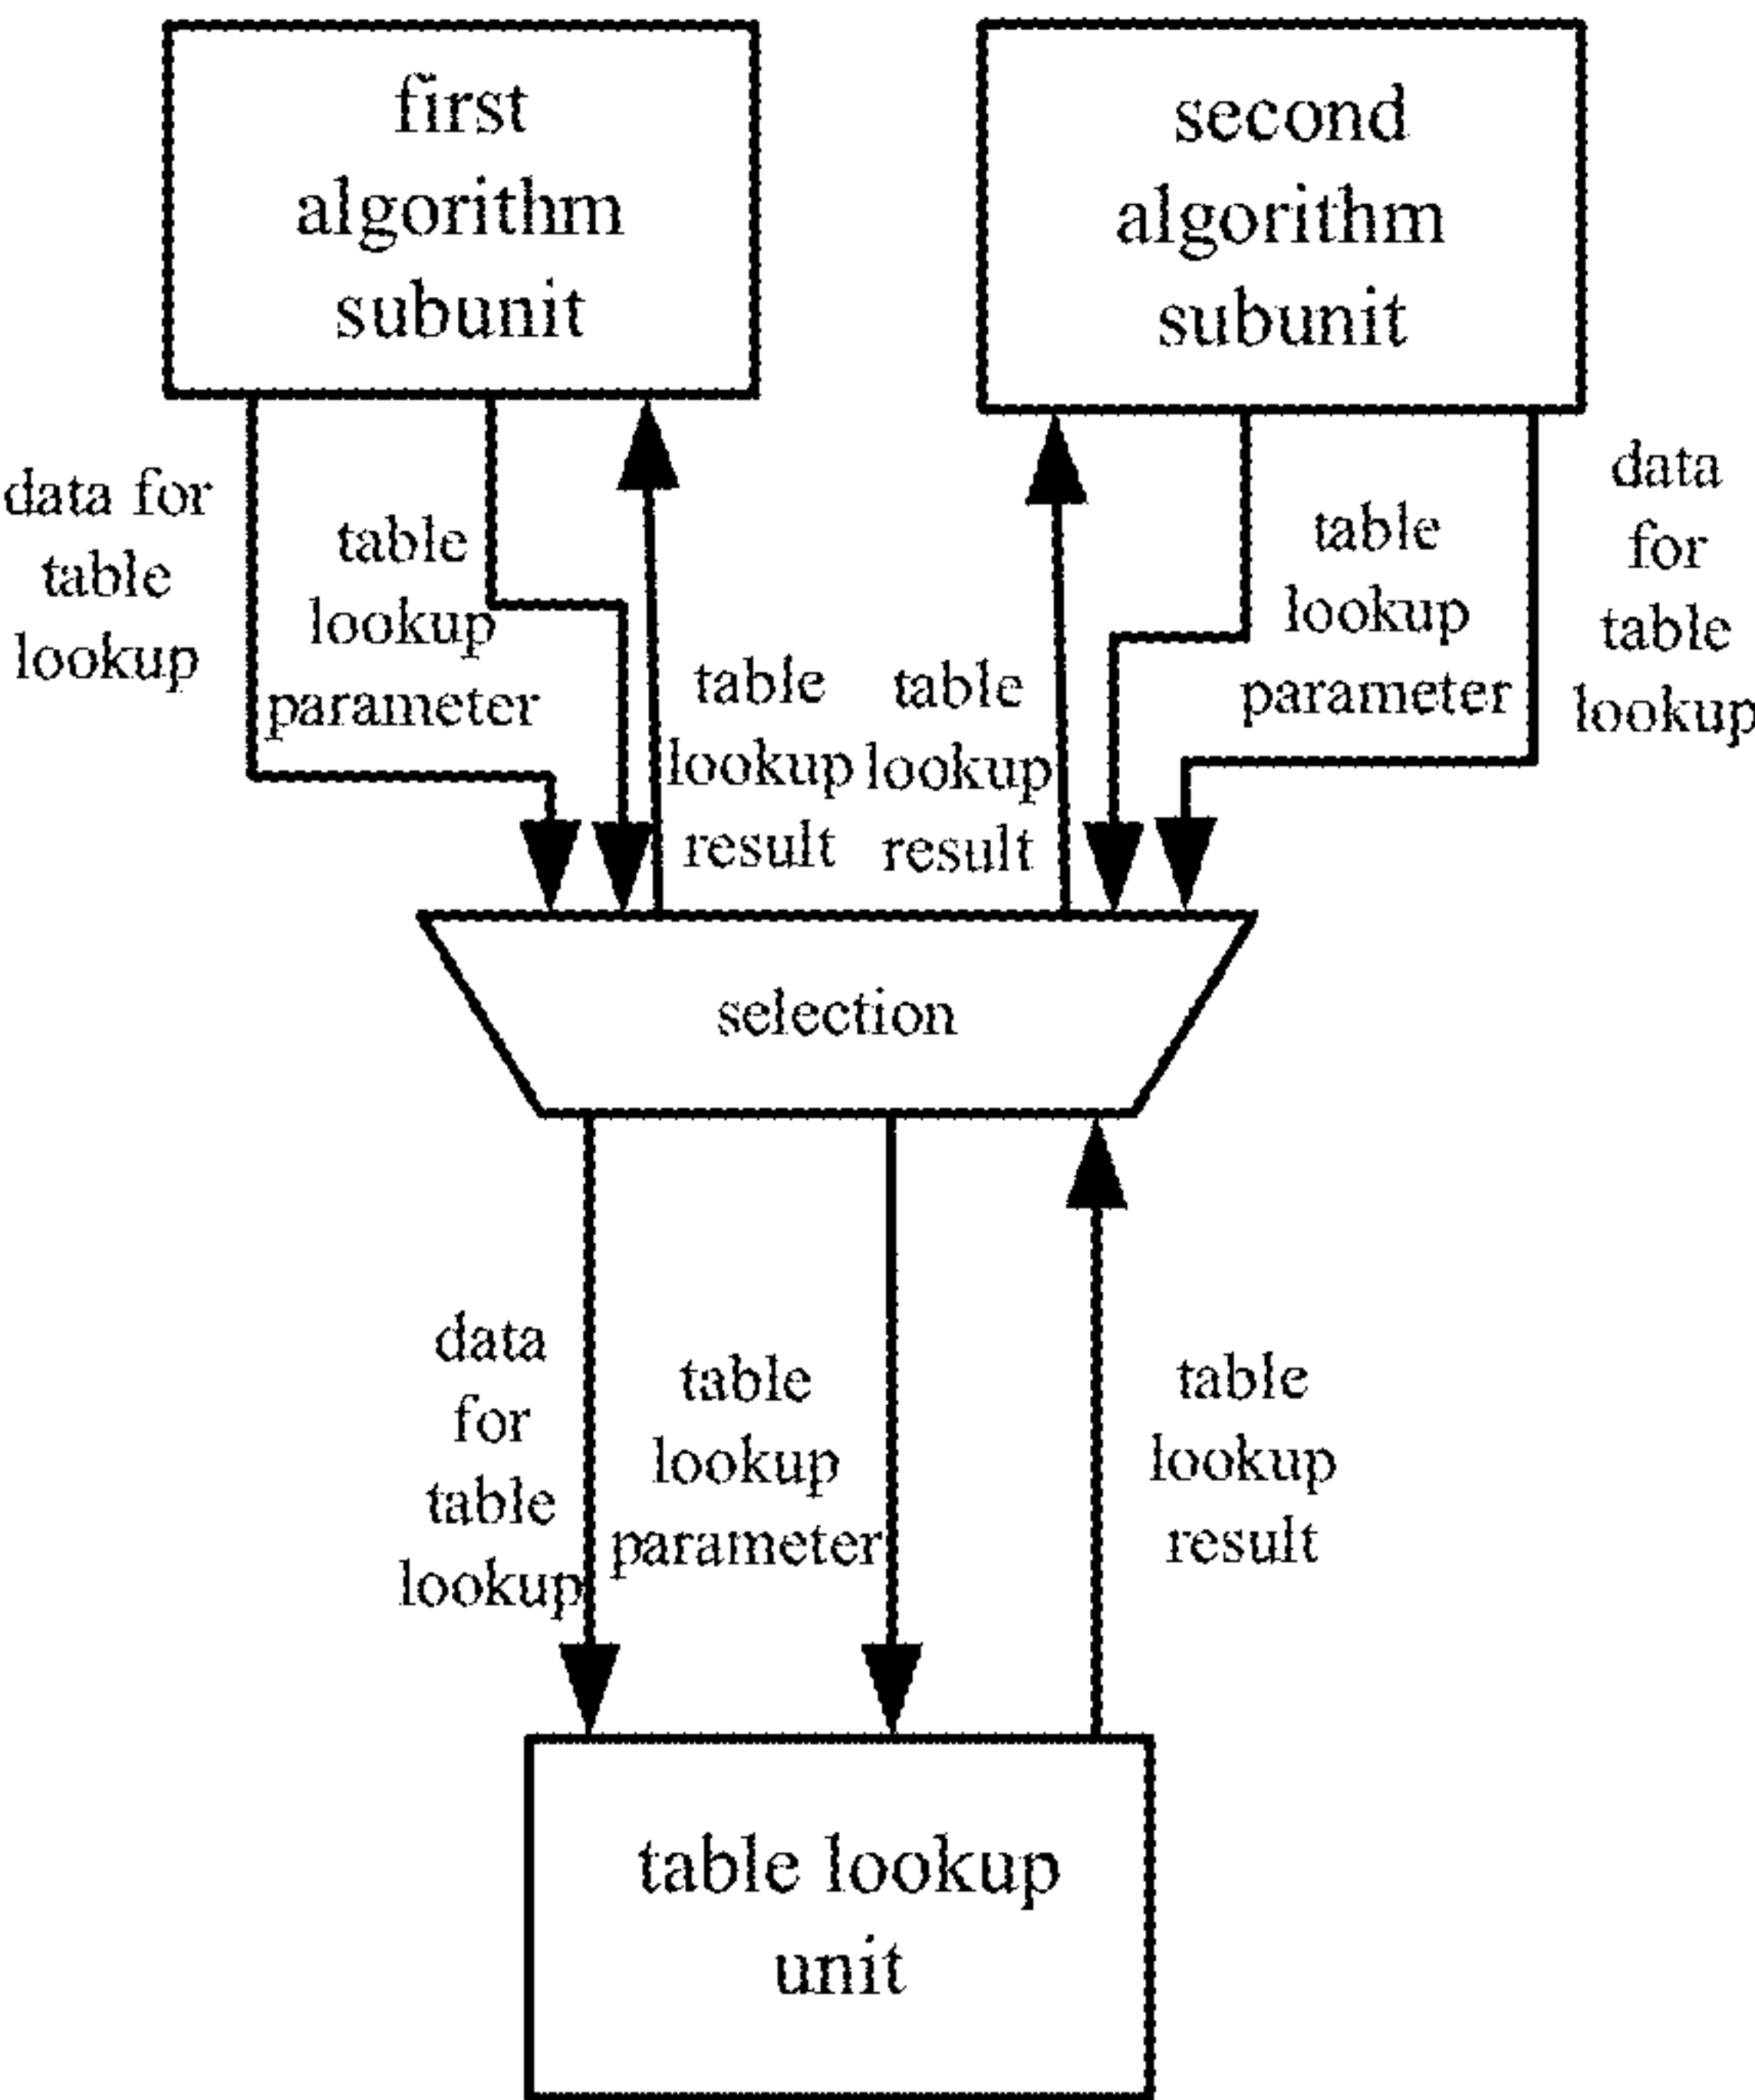 first
algorithm
subunit
second
algorithm
subunit
data for
table
lookup
table
lookup
parameter
table
lookup
result
table
lookup
result
table
lookup
parameter
data
for
table
lookup
selection
data
for
table
lookup
table
lookup
parameter
table
lookup
result
table lookup
unit